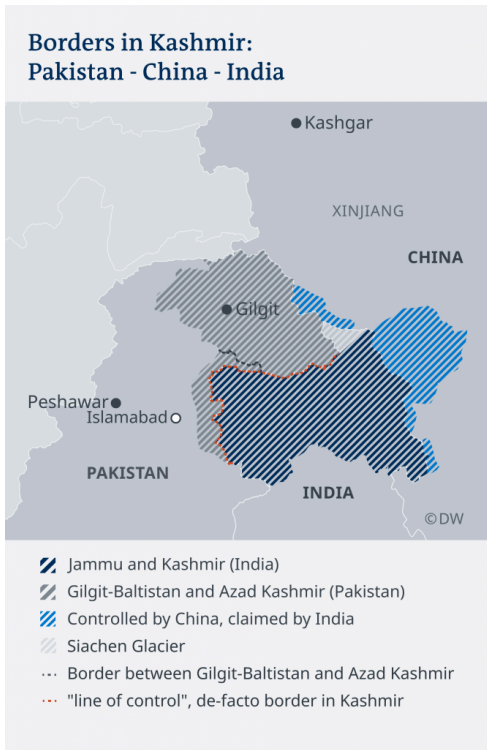 Borders in Kashmir:
Pakistan - China - India
Kashgar
XINJIANG
CHINA
Gilgit
Peshawar
Islamabad
PAKISTAN
INDIA
©DW
Jammu and Kashmir (India)
Gilgit-Baltistan and Azad Kashmir (Pakistan)
Controlled by China, claimed by India
Siachen Glacier
Border between Gilgit-Baltistan and Azad Kashmir
"line of control", de-facto border in Kashmir